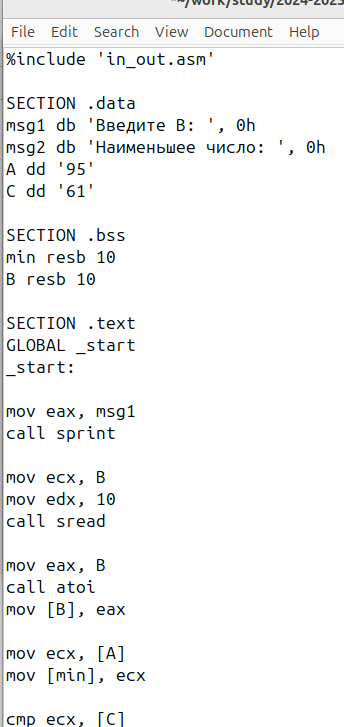 *~/work/study/2024-2025
File Edit Search View Document Help
%include 'in_out.asm'
SECTION .data
msg1 db 'Введите B: ', 0h
msg2 db 'Наименьшее число: ', 0h
A dd '95'
C dd '61'
SECTION .bss
min resb 10
B resb 10
SECTION .text
GLOBAL _start
_start:
mov eax, msg1
call sprint
mov ecx, B
mov edx, 10
call sread
mov eax, B
call atoi
mov [B], eax
mov ecx, [A]
mov [min], ecx
cmp ecx, [C]